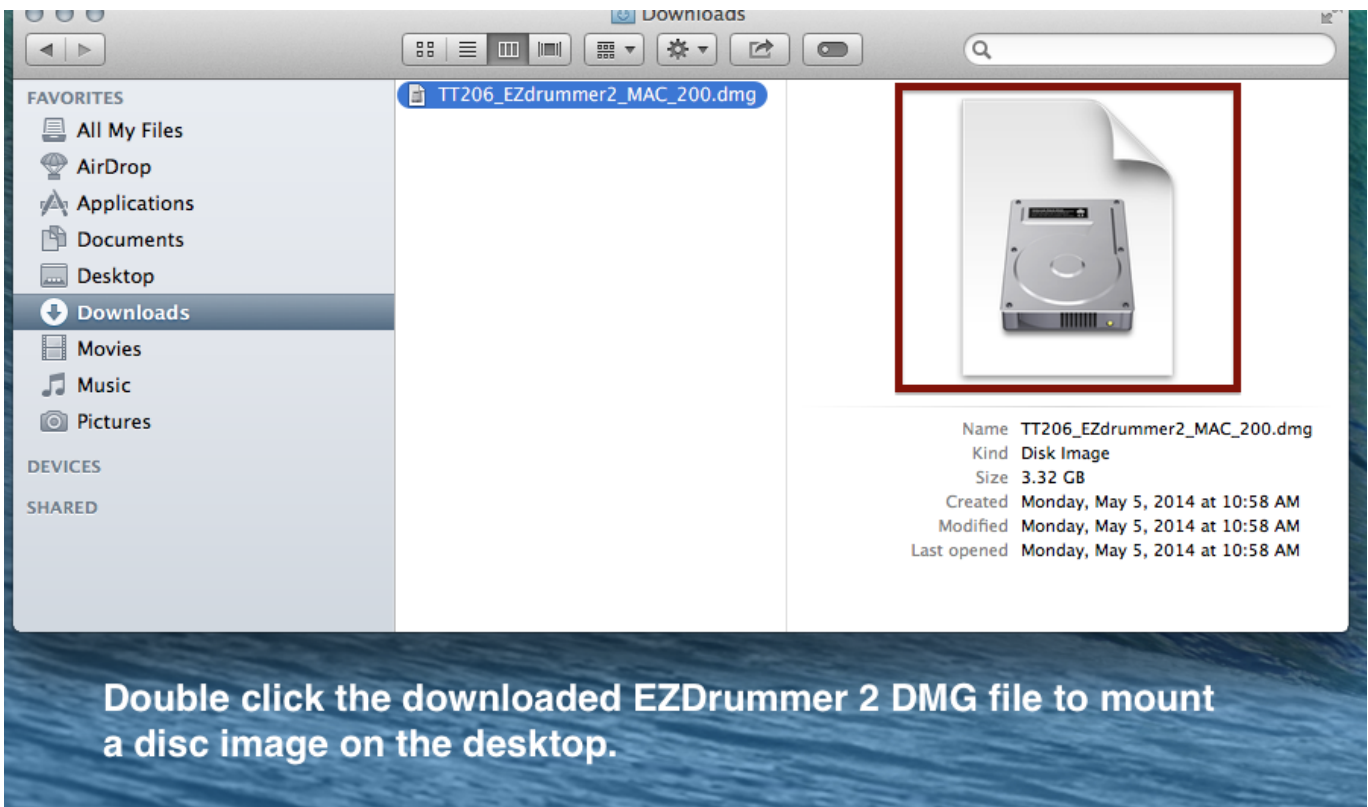 Downloads
FAVORITES
All My Files
AirDrop
Applications
Documents
Desktop
Downloads
Movies
Music
Pictures
DEVICES
SHARED
TT206_EZdrummer2_MAC_200.dmg
Name TT206_EZdrummer2_MAC_200.dmg
Kind Disk Image
Size 3.32 GB
Created Monday, May 5, 2014 at 10:58 AM
Modified Monday, May 5, 2014 at 10:58 AM
Last opened Monday, May 5, 2014 at 10:58 AM
Double click the downloaded EZDrummer 2 DMG file to mount
a disc image on the desktop.